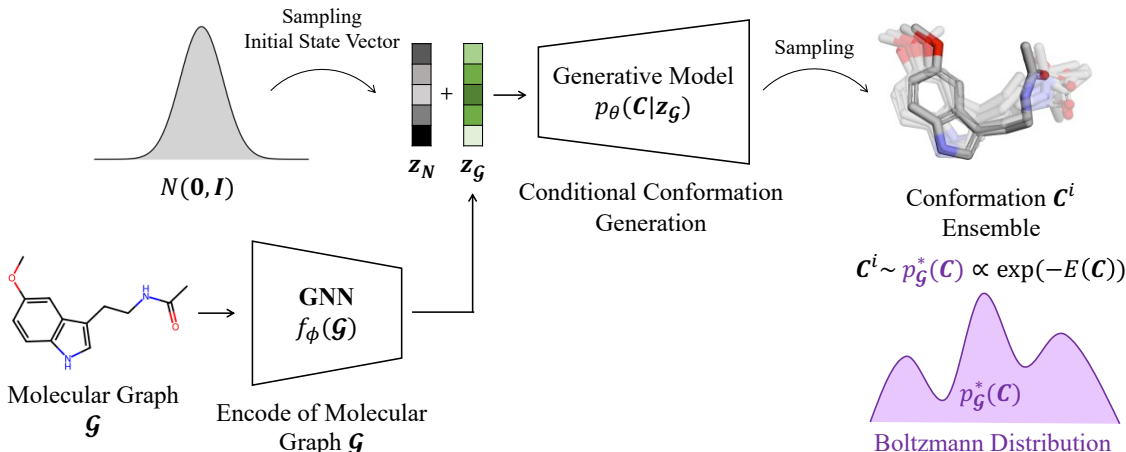 Sampling
Initial State Vector
N(𝟎, 𝑰)
+
𝒛_𝑵
𝒛_𝓖
Generative Model
p_θ(𝑪|𝒛_𝓖)
Conditional Conformation
Generation
Sampling
Conformation 𝑪^i
Ensemble
𝑪^i ~ p*_𝓖(𝑪) ∝ exp(−E(𝑪))
p*_𝓖(𝑪)
Boltzmann Distribution
O
H
N
O
N
H
Molecular Graph
𝓖
GNN
f_ϕ(𝓖)
Encode of Molecular
Graph 𝓖